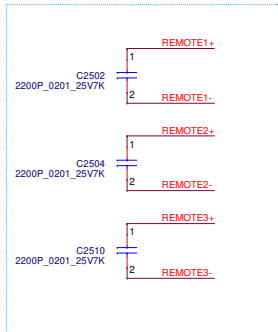 REMOTE1+
1
C2502
2200P_0201_25V7K
2
REMOTE1-
REMOTE2+
1
C2504
2200P_0201_25V7K
2
REMOTE2-
REMOTE3+
1
C2510
2200P_0201_25V7K
2
REMOTE3-